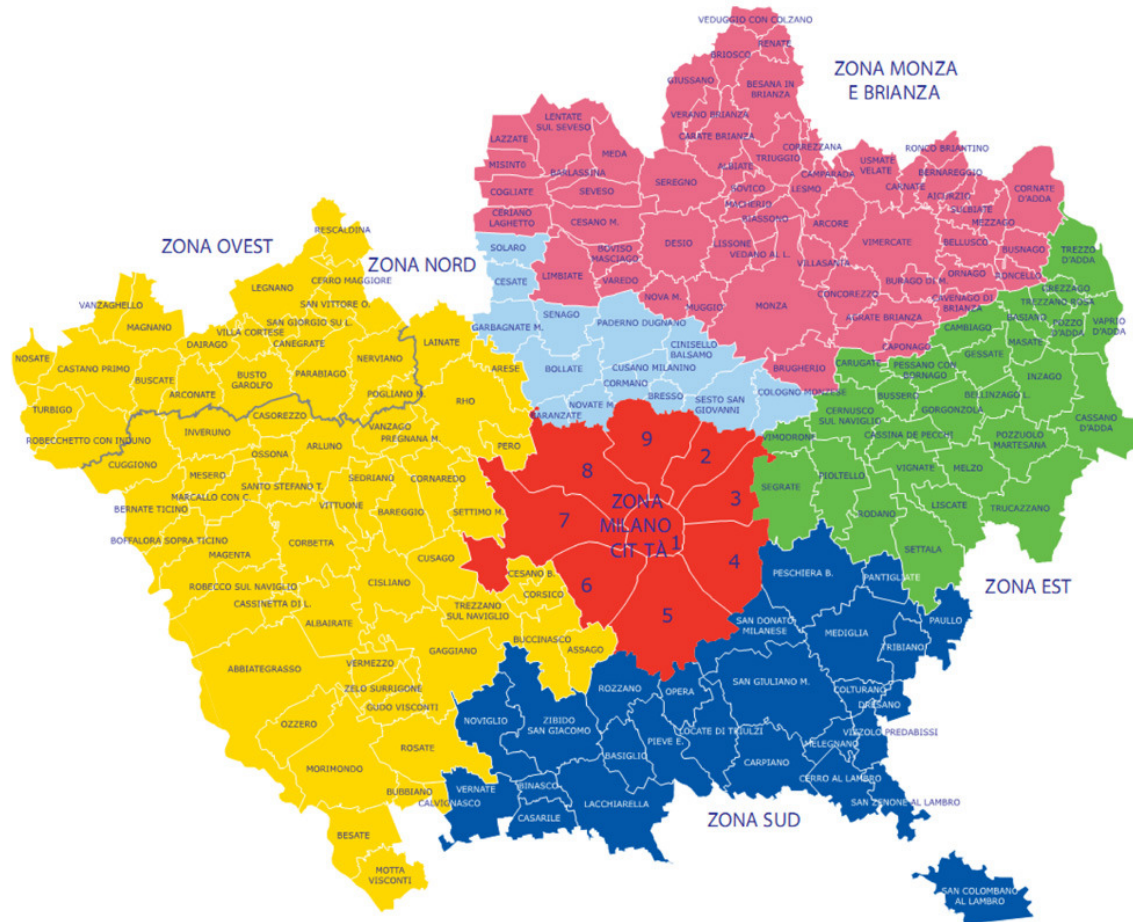 VEDUGGIO CON COLZANO
RENATE
BRIOSCO
ZONA MONZA
E BRIANZA
GIUSSANO
BESANA IN
BRIANZA
VERANO BRIANZA
LENTATE
SUL SEVESO
CARATE BRIANZA
LAZZATE
CORREZZANA
RONCO BRIANTINO
MEDA
TRIUGGIO
USMATE
VELATE
MISINTO
BARLASSINA
ALBIATE
CAMPARADA
BERNAREGGIO
SEREGNO
CARNATE
COGLIATE
SEVESO
SOVICO
LESMO
AICURZIO
CORNATE
D'ADDA
MACHERIO
SULBIATE
CERIANO
LAGHETTO
CESANO M.
BIASSONO
ARCORE
MEZZAGO
RESCALDINA
ZONA OVEST
SOLARO
DESIO
LISSONE
VIMERCATE
BELLUSCO
BUSNAGO
BOVISO
MASCIAGO
VEDANO AL L.
TREZZO
D'ADDA
ZONA NORD
VILLASANTA
LIMBIATE
ORNAGO
RONCELLO
CERRO MAGGIORE
CESATE
VAREDO
BURAGO DI M.
LEGNANO
GREZZAGO
CONCOREZZO
CAVENAGO DI
BRIANZA
TREZZANO ROSA
VANZAGHELLO
SAN VITTORE O.
NOVA M.
MUGGIO
MONZA
BASIANO
MAGNANO
SENAGO
AGRATE BRIANZA
POZZO
D'ADDA
VAPRIO
D'ADDA
SAN GIORGIO SU L.
PADERNO DUGNANO
CAMBIAGO
VILLA CORTESE
GARBAGNATE M.
MASATE
DAIRAGO
CANEGRATE
LAINATE
CINISELLO
BALSAMO
CAPONAGO
GESSATE
NOSATE
NERVIANO
BOLLATE
CARUGATE
PESSANO CON
BORNAGO
CASTANO PRIMO
ARESE
CUSANO MILANINO
BRUGHERIO
INZAGO
BUSCATE
BUSTO
GAROLFO
PARABIAGO
CORMANO
BUSSERO
BELLINZAGO L.
ARCONATE
POGLIANO M.
RHO
BRESSO
SESTO SAN
GIOVANNI
COLOGNO MONZESE
NOVATE M.
CERNUSCO
SUL NAVIGLIO
GORGONZOLA
TURBIGO
CASOREZZO
BARANZATE
CASSANO
D'ADDA
VANZAGO
INVERUNO
9
VIMODRONE
CASSINA DE PECCHI
POZZUOLO
MARTESANA
ROBECCHETTO CON INDUNO
PREGNANA M.
ARLUNO
PERO
2
OSSONA
CUGGIONO
8
VIGNATE
MELZO
MESERO
SEDRIANO
CORNAREDO
PIOLTELLO
SANTO STEFANO T.
SEGRATE
MARCALLO CON C.
ZONA
MILANO
CIT TÀ
3
BERNATE TICINO
VITTUONE
BAREGGIO
SETTIMO M.
LISCATE
TRUCAZZANO
7
RODANO
BOFFALORA SOPRA TICINO
CORBETTA
1
MAGENTA
CUSAGO
SETTALA
4
ROBECCO SUL NAVIGLIO
CISLIANO
CESANO B.
PESCHIERA B.
PANTIGLIATE
ZONA EST
6
CORSICO
CASSINETTA DI L.
TREZZANO
SUL NAVIGLIO
5
PAULLO
ALBAIRATE
SAN DONATO
MILANESE
MEDIGLIA
BUCCINASCO
TRIBIANO
GAGGIANO
ASSAGO
VERMEZZO
ABBIATEGRASSO
SAN GIULIANO M.
ROZZANO
OPERA
ZELO SURRIGONE
COLTURANO
GUDO VISCONTI
DRESANO
OZZERO
NOVIGLIO
ZIBIDO
SAN GIACOMO
LOCATE DI TRIULZI
VIZZOLO PREDABISSI
MELEGNANO
ROSATE
PIEVE E.
BASIGLIO
CARPIANO
MORIMONDO
CERRO AL LAMBRO
BINASCO
VERNATE
BUBBIANO
CALVIGNASCO
LACCHIARELLA
SAN ZENONE AL LAMBRO
CASARILE
ZONA SUD
BESATE
MOTTA
VISCONTI
SAN COLOMBANO
AL LAMBRO